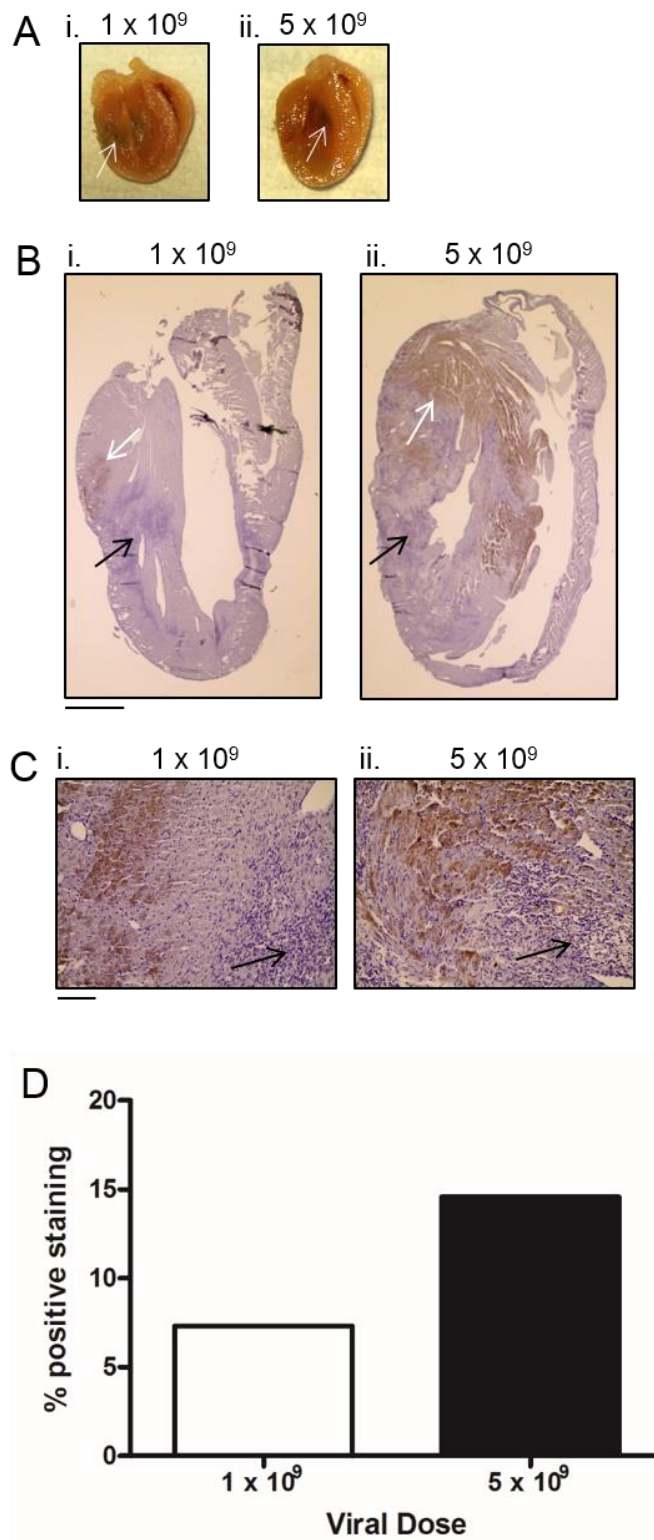 A
i. 1 x 10⁹
ii. 5 x 10⁹
B
i. 1 x 10⁹
ii. 5 x 10⁹
C
i. 1 x 10⁹
ii. 5 x 10⁹
D
20
15
10
5
0
% positive staining
1 x 10⁹
5 x 10⁹
Viral Dose